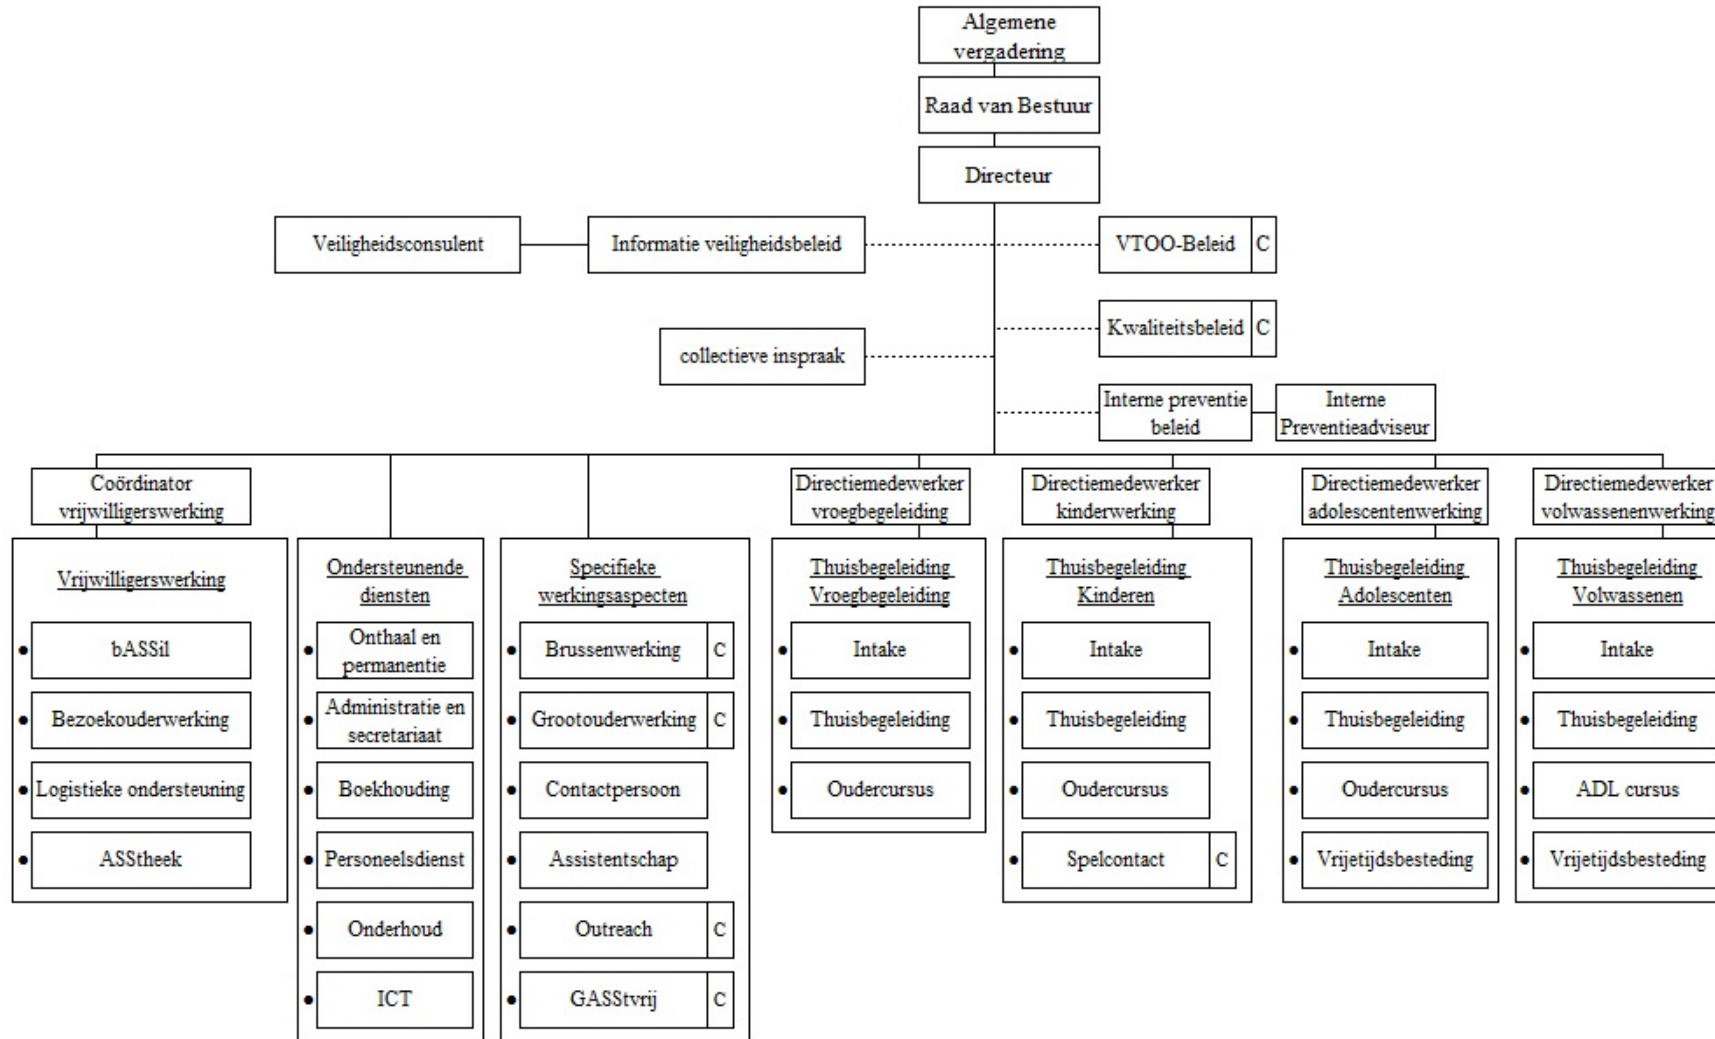 Algemene
vergadering
Raad van Bestuur
Directeur
Veiligheidsconsulent
Informatie veiligheidsbeleid
VTOO-Beleid
C
Kwaliteitsbeleid
C
collectieve inspraak
Interne preventie
beleid
Interne
Preventieadviseur
Coördinator
vrijwilligerswerking
Directiemedewerker
vroegbegeleiding
Directiemedewerker
kinderwerking
Directiemedewerker
adolescentenwerking
Directiemedewerker
volwassenenwerking
Vrijwilligerswerking
bASSil
Bezoekouderwerking
Logistieke ondersteuning
ASStheek
Ondersteunende
diensten
Onthaal en
permanentie
Administratie en
secretariaat
Boekhouding
Personeelsdienst
Onderhoud
ICT
Specifieke
werkingsaspecten
Brussenwerking
C
Grootouderwerking
C
Contactpersoon
Assistentschap
Outreach
C
GASStvrij
C
Thuisbegeleiding
Vroegbegeleiding
Intake
Thuisbegeleiding
Oudercursus
Thuisbegeleiding
Kinderen
Intake
Thuisbegeleiding
Oudercursus
Spelcontact
C
Thuisbegeleiding
Adolescenten
Intake
Thuisbegeleiding
Oudercursus
Vrijetijdsbesteding
Thuisbegeleiding
Volwassenen
Intake
Thuisbegeleiding
ADL cursus
Vrijetijdsbesteding